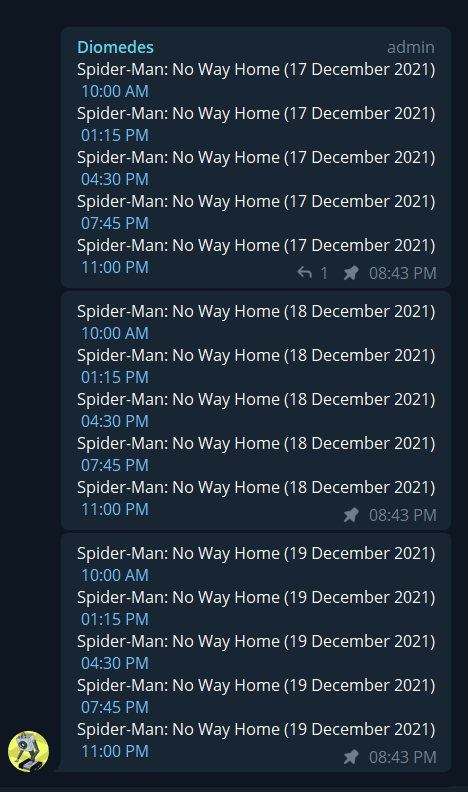 Diomedes admin
Spider-Man: No Way Home (17 December 2021)
10:00 AM
Spider-Man: No Way Home (17 December 2021)
01:15 PM
Spider-Man: No Way Home (17 December 2021)
04:30 PM
Spider-Man: No Way Home (17 December 2021)
07:45 PM
Spider-Man: No Way Home (17 December 2021)
11:00 PM 1 08:43 PM
Spider-Man: No Way Home (18 December 2021)
10:00 AM
Spider-Man: No Way Home (18 December 2021)
01:15 PM
Spider-Man: No Way Home (18 December 2021)
04:30 PM
Spider-Man: No Way Home (18 December 2021)
07:45 PM
Spider-Man: No Way Home (18 December 2021)
11:00 PM 08:43 PM
Spider-Man: No Way Home (19 December 2021)
10:00 AM
Spider-Man: No Way Home (19 December 2021)
01:15 PM
Spider-Man: No Way Home (19 December 2021)
04:30 PM
Spider-Man: No Way Home (19 December 2021)
07:45 PM
Spider-Man: No Way Home (19 December 2021)
11:00 PM 08:43 PM